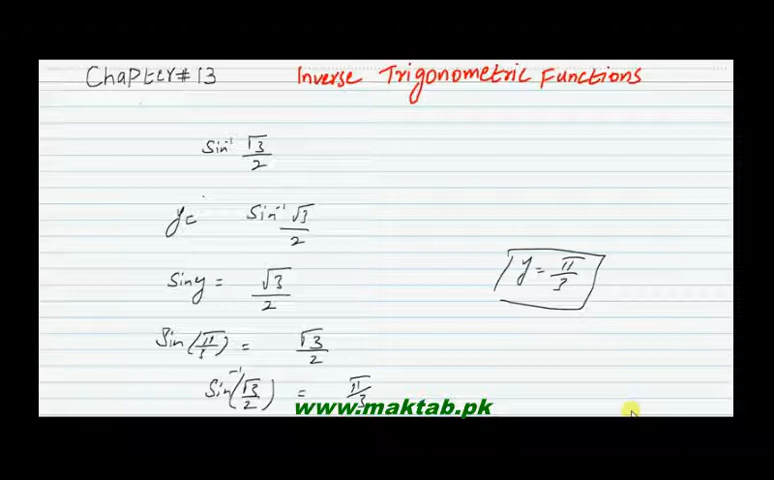 Chapter#13 Inverse Trigonometric Functions
Sin⁻¹ √3/2
y= Sin⁻¹ √3/2
Siny = √3/2
y = π/3
Sin(π/3) = √3/2
Sin⁻¹(√3/2) = π/3
www.maktab.pk